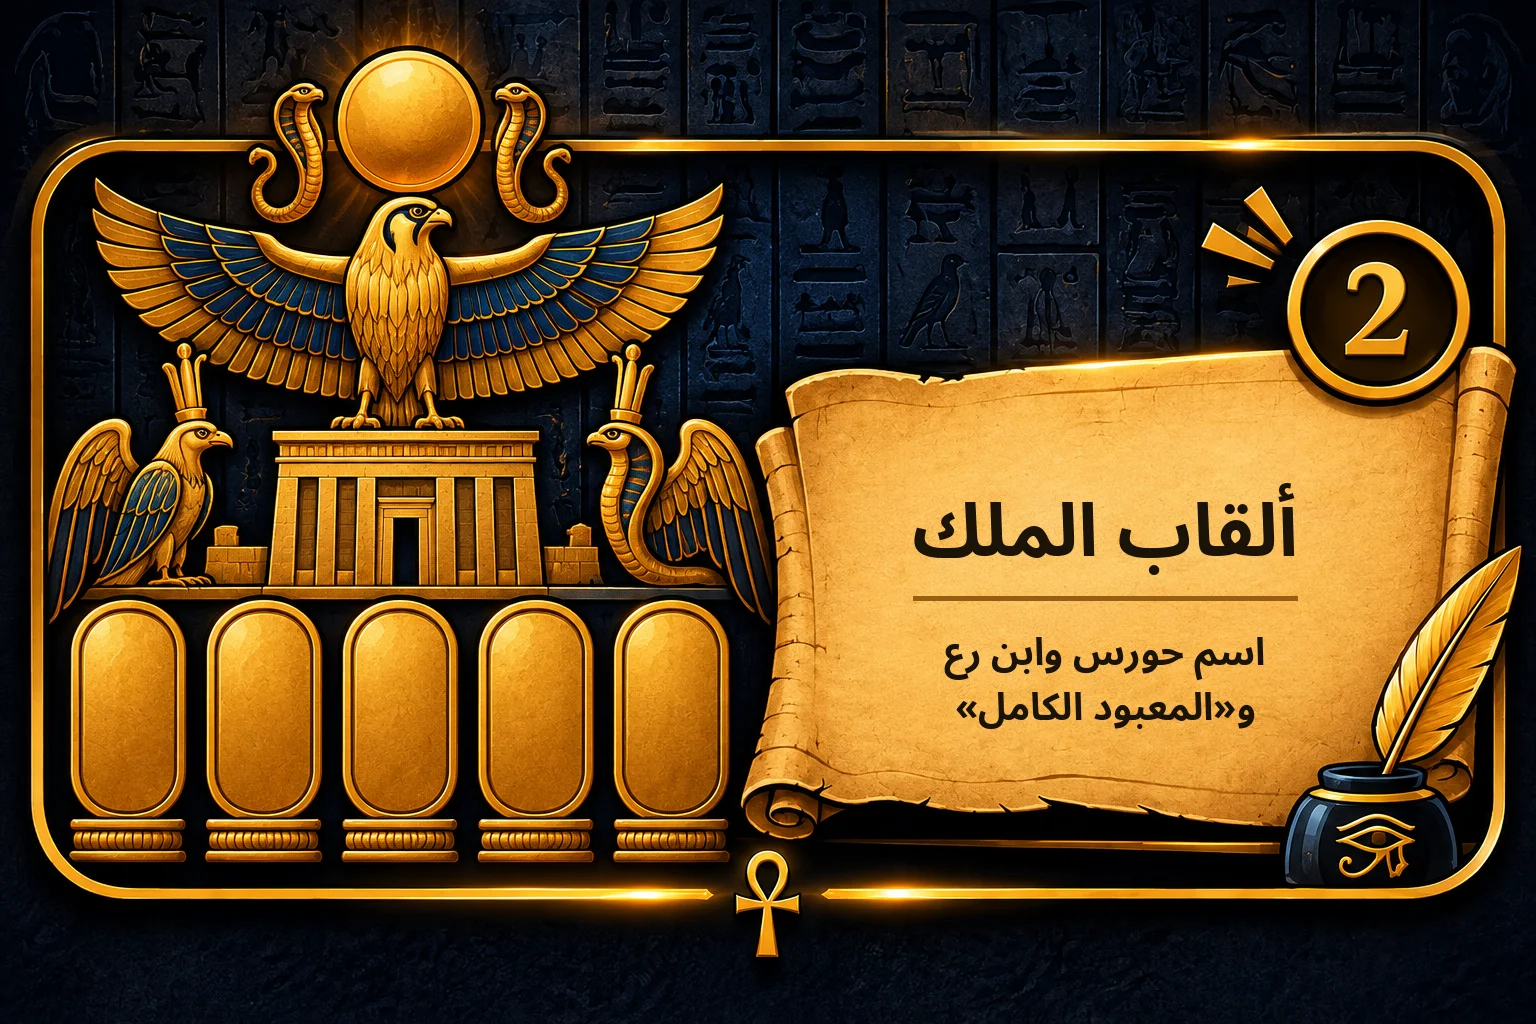 2
ألقاب الملك
اسم حورس وابن رع
و«المعبود الكامل»